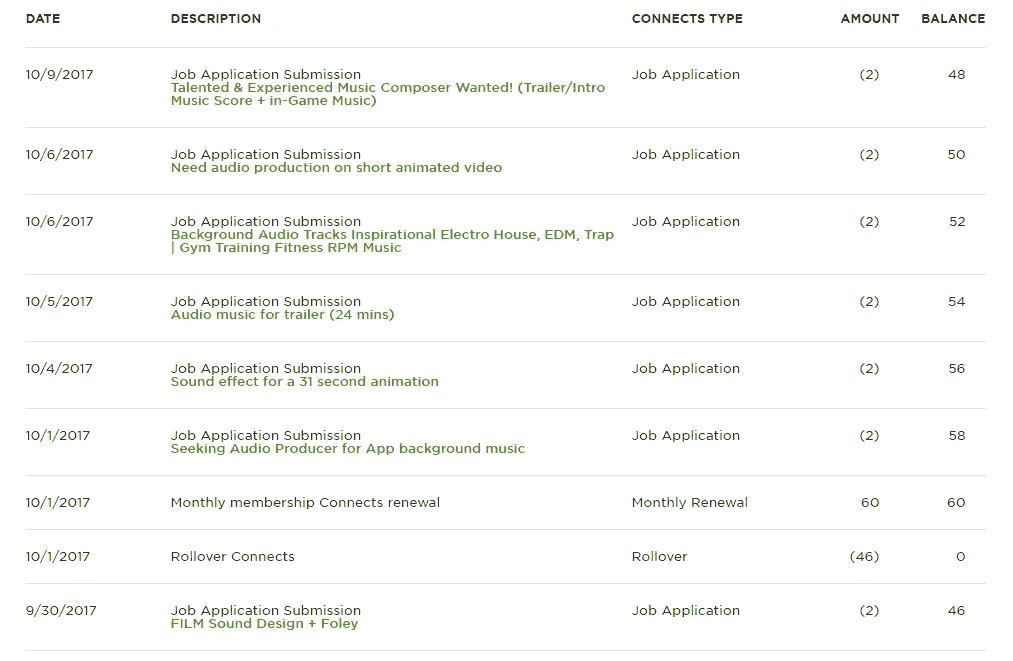 DATE DESCRIPTION CONNECTS TYPE AMOUNT BALANCE
10/9/2017 Job Application Submission Job Application (2) 48
Talented & Experienced Music Composer Wanted! (Trailer/Intro
Music Score + in-Game Music)
10/6/2017 Job Application Submission Job Application (2) 50
Need audio production on short animated video
10/6/2017 Job Application Submission Job Application (2) 52
Background Audio Tracks Inspirational Electro House, EDM, Trap
| Gym Training Fitness RPM Music
10/5/2017 Job Application Submission Job Application (2) 54
Audio music for trailer (24 mins)
10/4/2017 Job Application Submission Job Application (2) 56
Sound effect for a 31 second animation
10/1/2017 Job Application Submission Job Application (2) 58
Seeking Audio Producer for App background music
10/1/2017 Monthly membership Connects renewal Monthly Renewal 60 60
10/1/2017 Rollover Connects Rollover (46) 0
9/30/2017 Job Application Submission Job Application (2) 46
FILM Sound Design + Foley